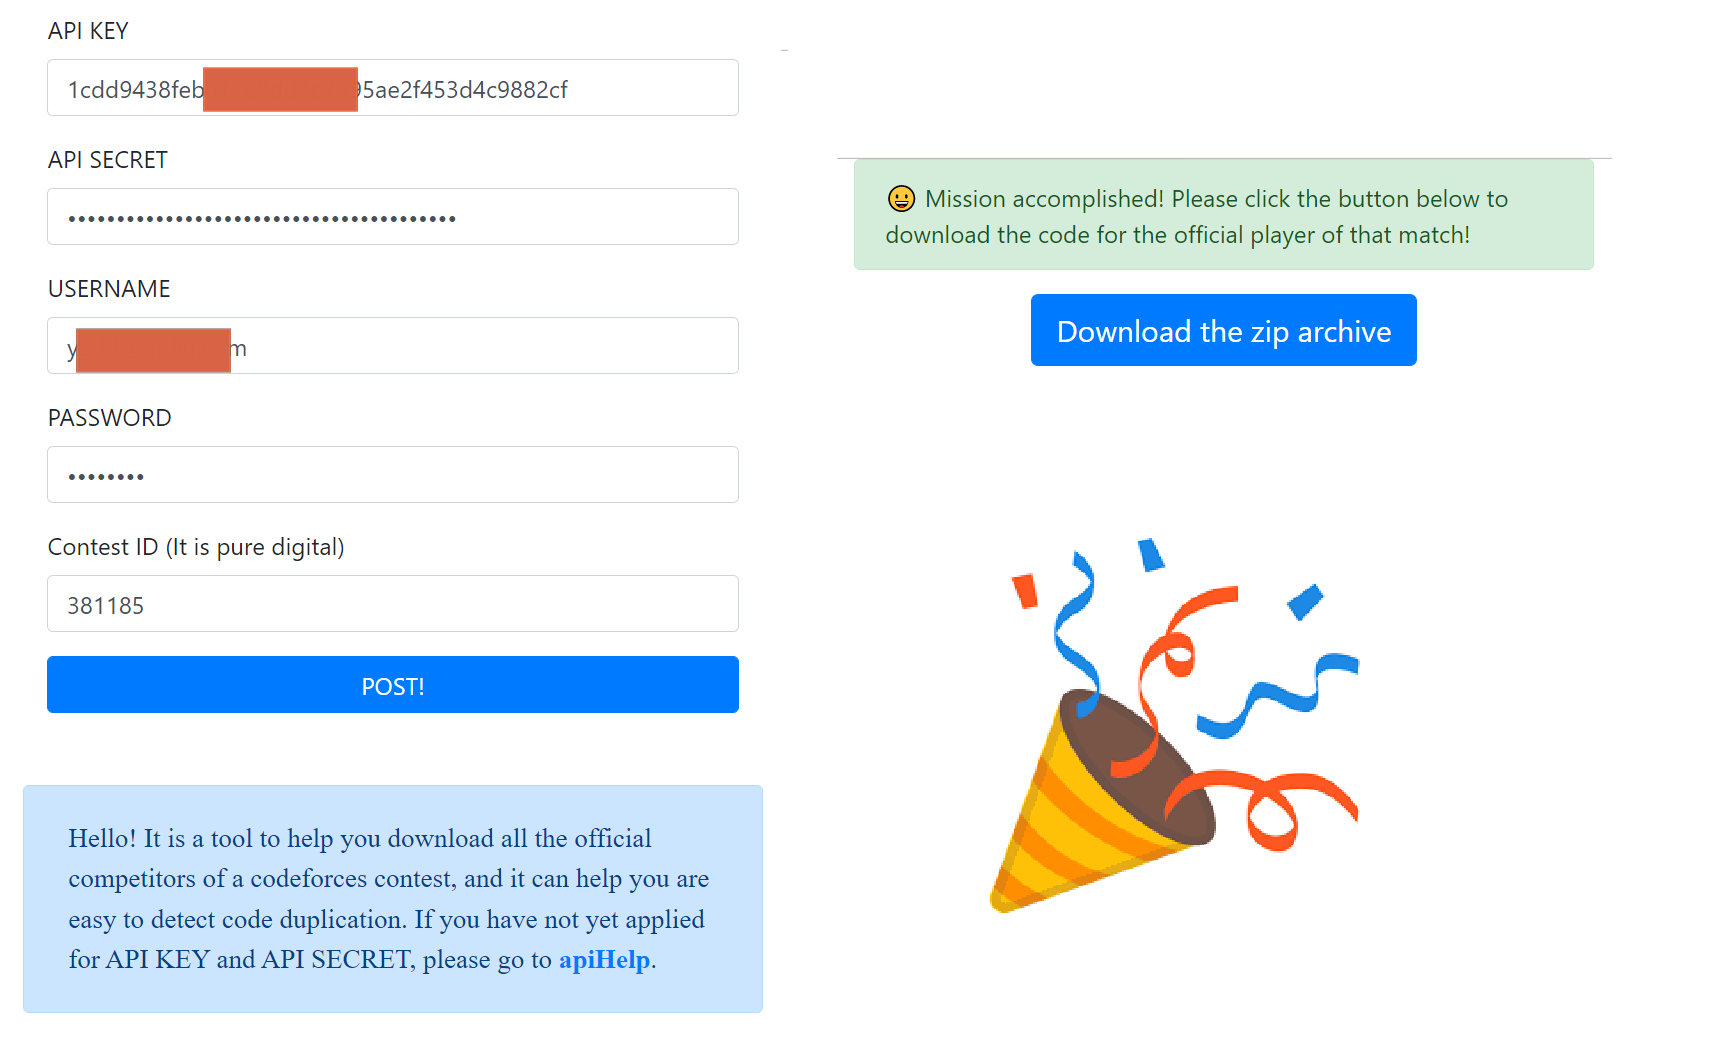 API KEY
1cdd9438feb 95ae2f453d4c9882cf
API SECRET
••••••••••••••••••••••••••••••••••••••••
USERNAME
y m
PASSWORD
••••••••
Contest ID (It is pure digital)
381185
POST!
Hello! It is a tool to help you download all the official
competitors of a codeforces contest, and it can help you are
easy to detect code duplication. If you have not yet applied
for API KEY and API SECRET, please go to apiHelp.
😀 Mission accomplished! Please click the button below to
download the code for the official player of that match!
Download the zip archive